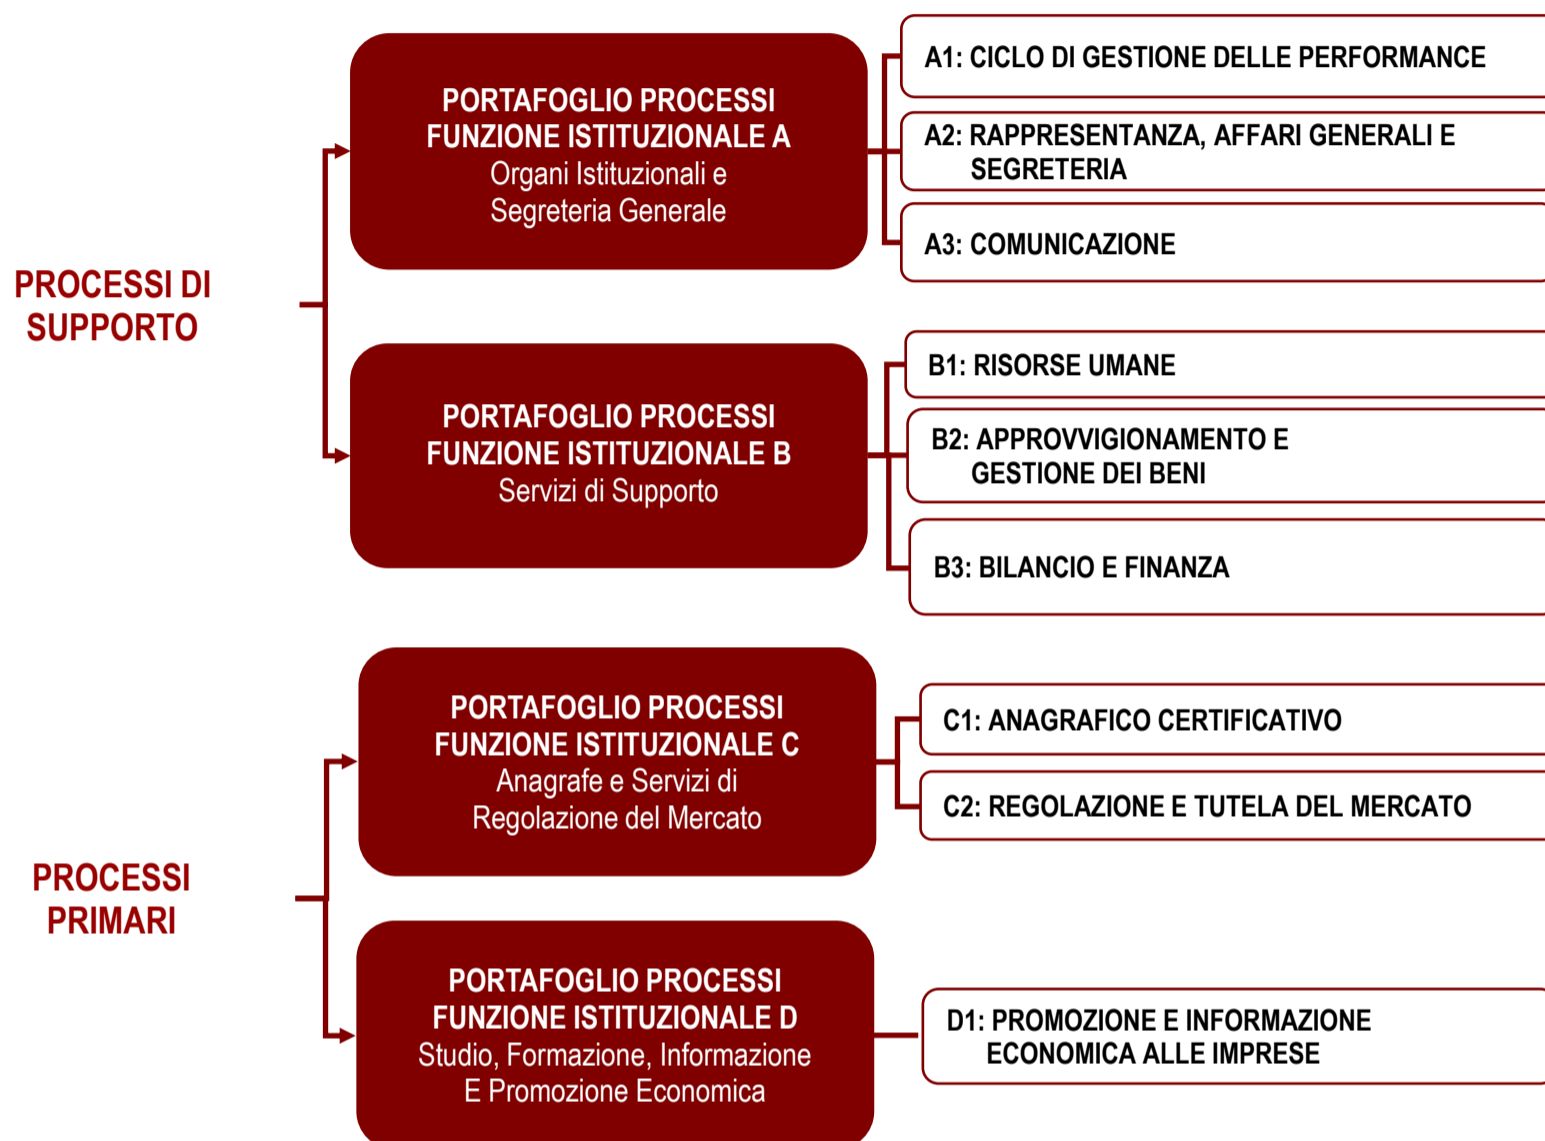 PROCESSI DI
SUPPORTO
PORTAFOGLIO PROCESSI
FUNZIONE ISTITUZIONALE A
Organi Istituzionali e
Segreteria Generale
A1: CICLO DI GESTIONE DELLE PERFORMANCE
A2: RAPPRESENTANZA, AFFARI GENERALI E
SEGRETERIA
A3: COMUNICAZIONE
PORTAFOGLIO PROCESSI
FUNZIONE ISTITUZIONALE B
Servizi di Supporto
B1: RISORSE UMANE
B2: APPROVVIGIONAMENTO E
GESTIONE DEI BENI
B3: BILANCIO E FINANZA
PROCESSI
PRIMARI
PORTAFOGLIO PROCESSI
FUNZIONE ISTITUZIONALE C
Anagrafe e Servizi di
Regolazione del Mercato
C1: ANAGRAFICO CERTIFICATIVO
C2: REGOLAZIONE E TUTELA DEL MERCATO
PORTAFOGLIO PROCESSI
FUNZIONE ISTITUZIONALE D
Studio, Formazione, Informazione
E Promozione Economica
D1: PROMOZIONE E INFORMAZIONE
ECONOMICA ALLE IMPRESE